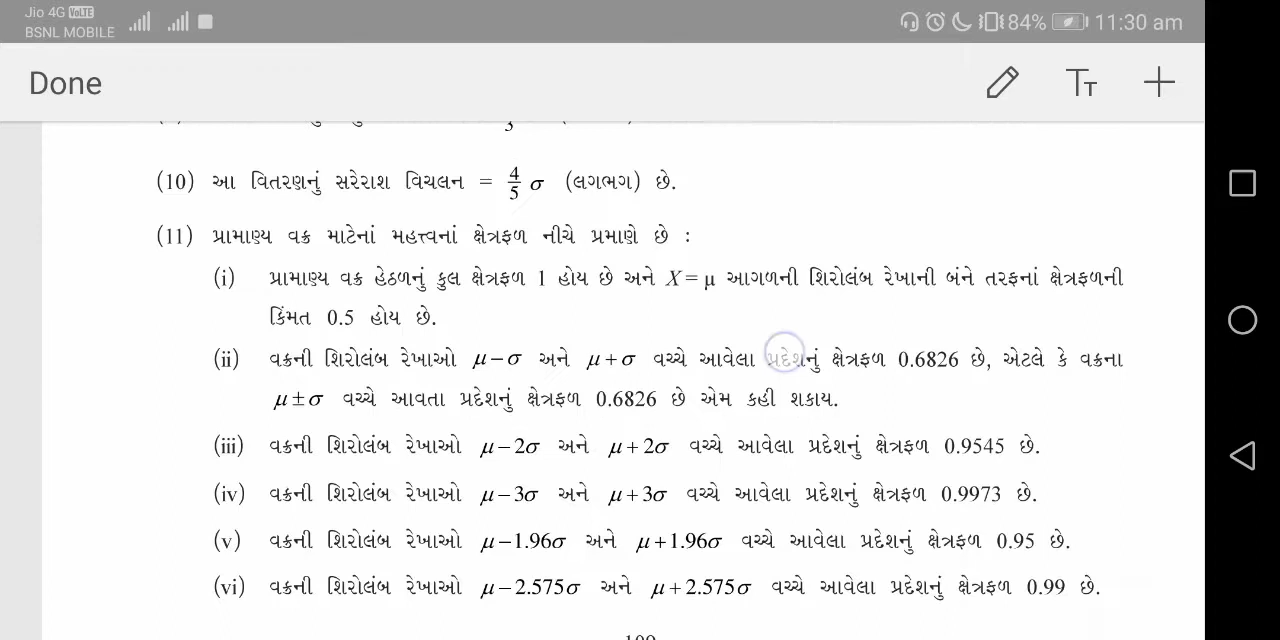 Jio 4G VoLTE
BSNL MOBILE
84% 11:30 am
Done
(10) આ વિતરણનું સરેરાશ વિચલન = 4/5 σ (લગભગ) છે.
(11) પ્રામાણ્ય વક્ર માટેનાં મહત્ત્વનાં ક્ષેત્રફળ નીચે પ્રમાણે છે :
(i) પ્રામાણ્ય વક્ર હેઠળનું કુલ ક્ષેત્રફળ 1 હોય છે અને X = μ આગળની શિરોલંબ રેખાની બંને તરફનાં ક્ષેત્રફળની
કિંમત 0.5 હોય છે.
(ii) વક્રની શિરોલંબ રેખાઓ μ−σ અને μ+σ વચ્ચે આવેલા પ્રદેશનું ક્ષેત્રફળ 0.6826 છે, એટલે કે વક્રના
μ±σ વચ્ચે આવતા પ્રદેશનું ક્ષેત્રફળ 0.6826 છે એમ કહી શકાય.
(iii) વક્રની શિરોલંબ રેખાઓ μ−2σ અને μ+2σ વચ્ચે આવેલા પ્રદેશનું ક્ષેત્રફળ 0.9545 છે.
(iv) વક્રની શિરોલંબ રેખાઓ μ−3σ અને μ+3σ વચ્ચે આવેલા પ્રદેશનું ક્ષેત્રફળ 0.9973 છે.
(v) વક્રની શિરોલંબ રેખાઓ μ−1.96σ અને μ+1.96σ વચ્ચે આવેલા પ્રદેશનું ક્ષેત્રફળ 0.95 છે.
(vi) વક્રની શિરોલંબ રેખાઓ μ−2.575σ અને μ+2.575σ વચ્ચે આવેલા પ્રદેશનું ક્ષેત્રફળ 0.99 છે.